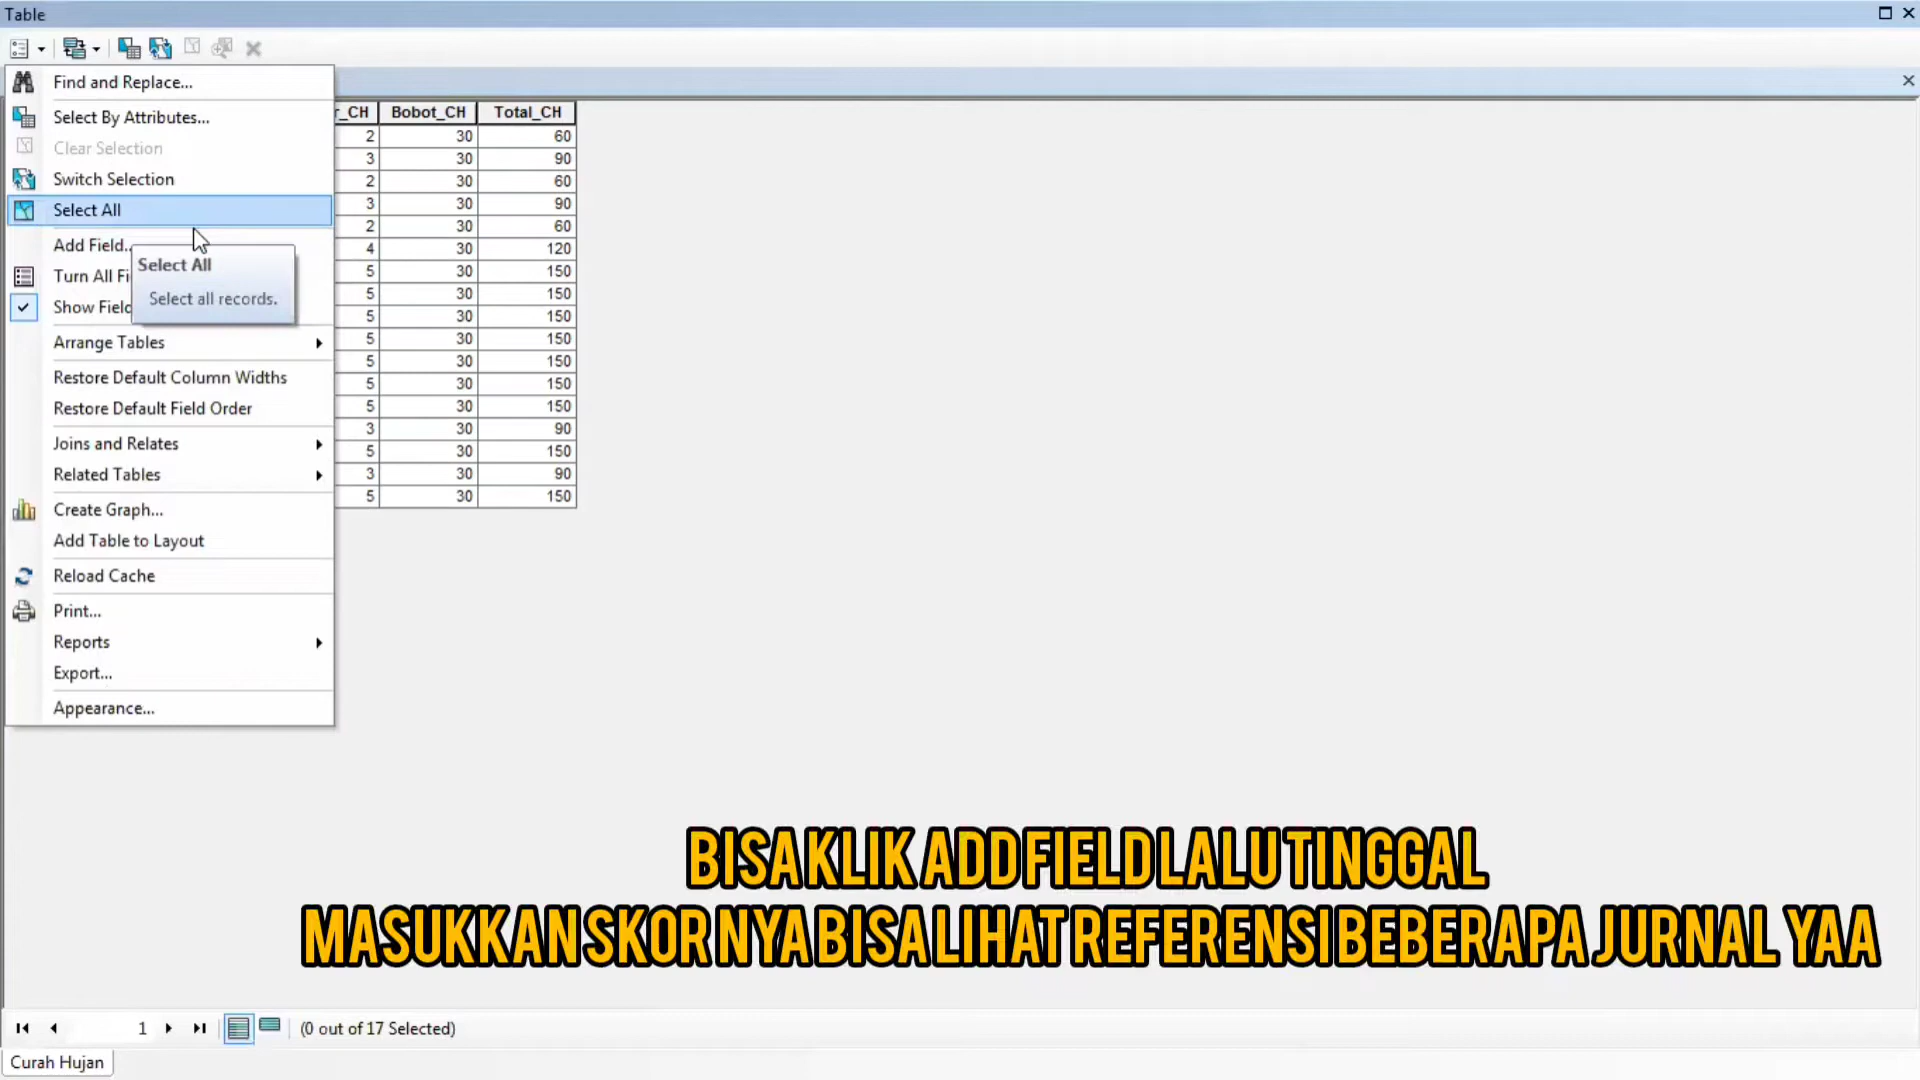 Table
Find and Replace...
r_CH Bobot_CH Total_CH
Select By Attributes...
2 30 60
Clear Selection
3 30 90
Switch Selection
2 30 60
Select All
3 30 90
2 30 60
Add Field..
4 120
30
Select All
Turn All Fi
5 30 150
Select all records.
5 30 150
Show Field
5 30 150
Arrange Tables
5 30 150
5 30 150
Restore Default Column Widths
5 30 150
Restore Default Field Order
5 30 150
3 30 90
Joins and Relates
5 30 150
Related Tables
3 30 90
5 30 150
Create Graph...
Add Table to Layout
Reload Cache
Print...
Reports
Export...
Appearance...
BISA KLIK ADD FIELD LALU TINGGAL
MASUKKAN SKOR NYA BISA LIHAT REFERENSI BEBERAPA JURNAL YAA
1 (0 out of 17 Selected)
Curah Hujan